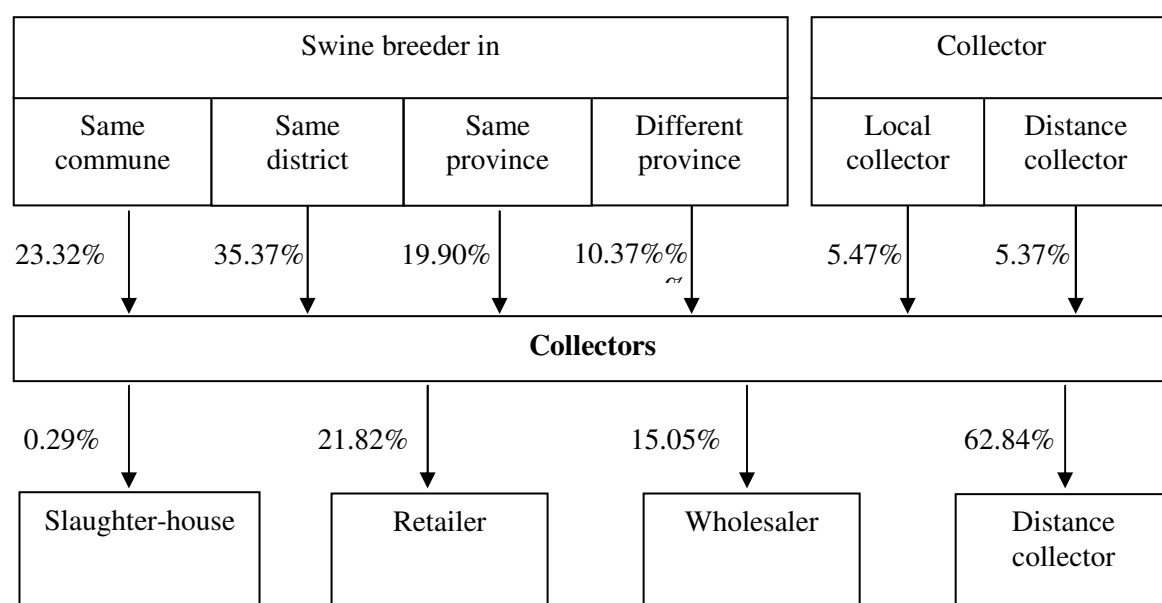 Swine breeder in
Collector
Same
commune
Same
district
Same
province
Different
province
Local
collector
Distance
collector
23.32%
35.37%
19.90%
10.37%%
%
5.47%
5.37%
Collectors
0.29%
21.82%
15.05%
62.84%
Slaughter-house
Retailer
Wholesaler
Distance
collector